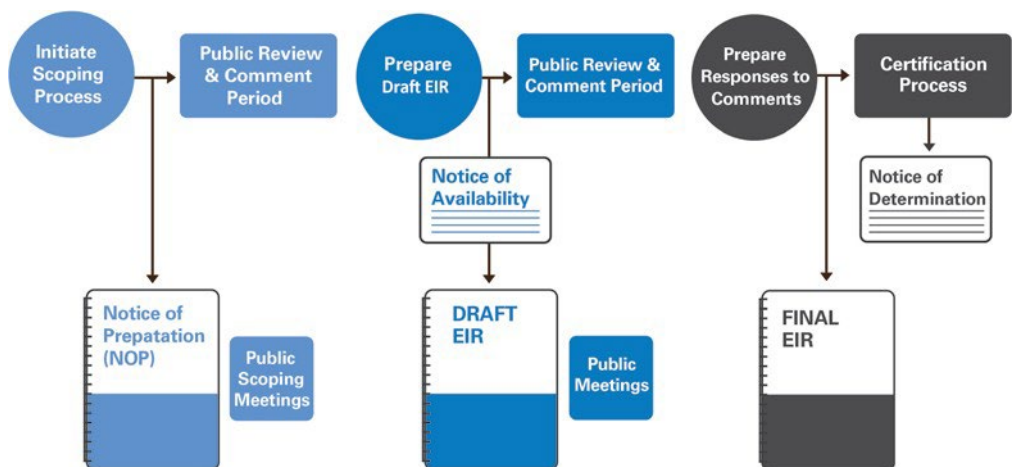 Initiate
Scoping
Process
Public Review
& Comment
Period
Notice of
Prepatation
(NOP)
Public
Scoping
Meetings
Prepare
Draft EIR
Public Review &
Comment Period
Notice of
Availability
DRAFT
EIR
Public
Meetings
Prepare
Responses to
Comments
Certification
Process
Notice of
Determination
FINAL
EIR